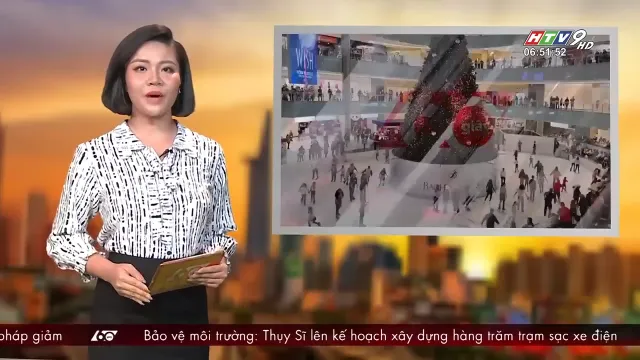 HTV9 HD
06:51:52
WISH
pháp giảm 60 Bảo vệ môi trường: Thụy Sĩ lên kế hoạch xây dựng hàng trăm trạm sạc xe điện